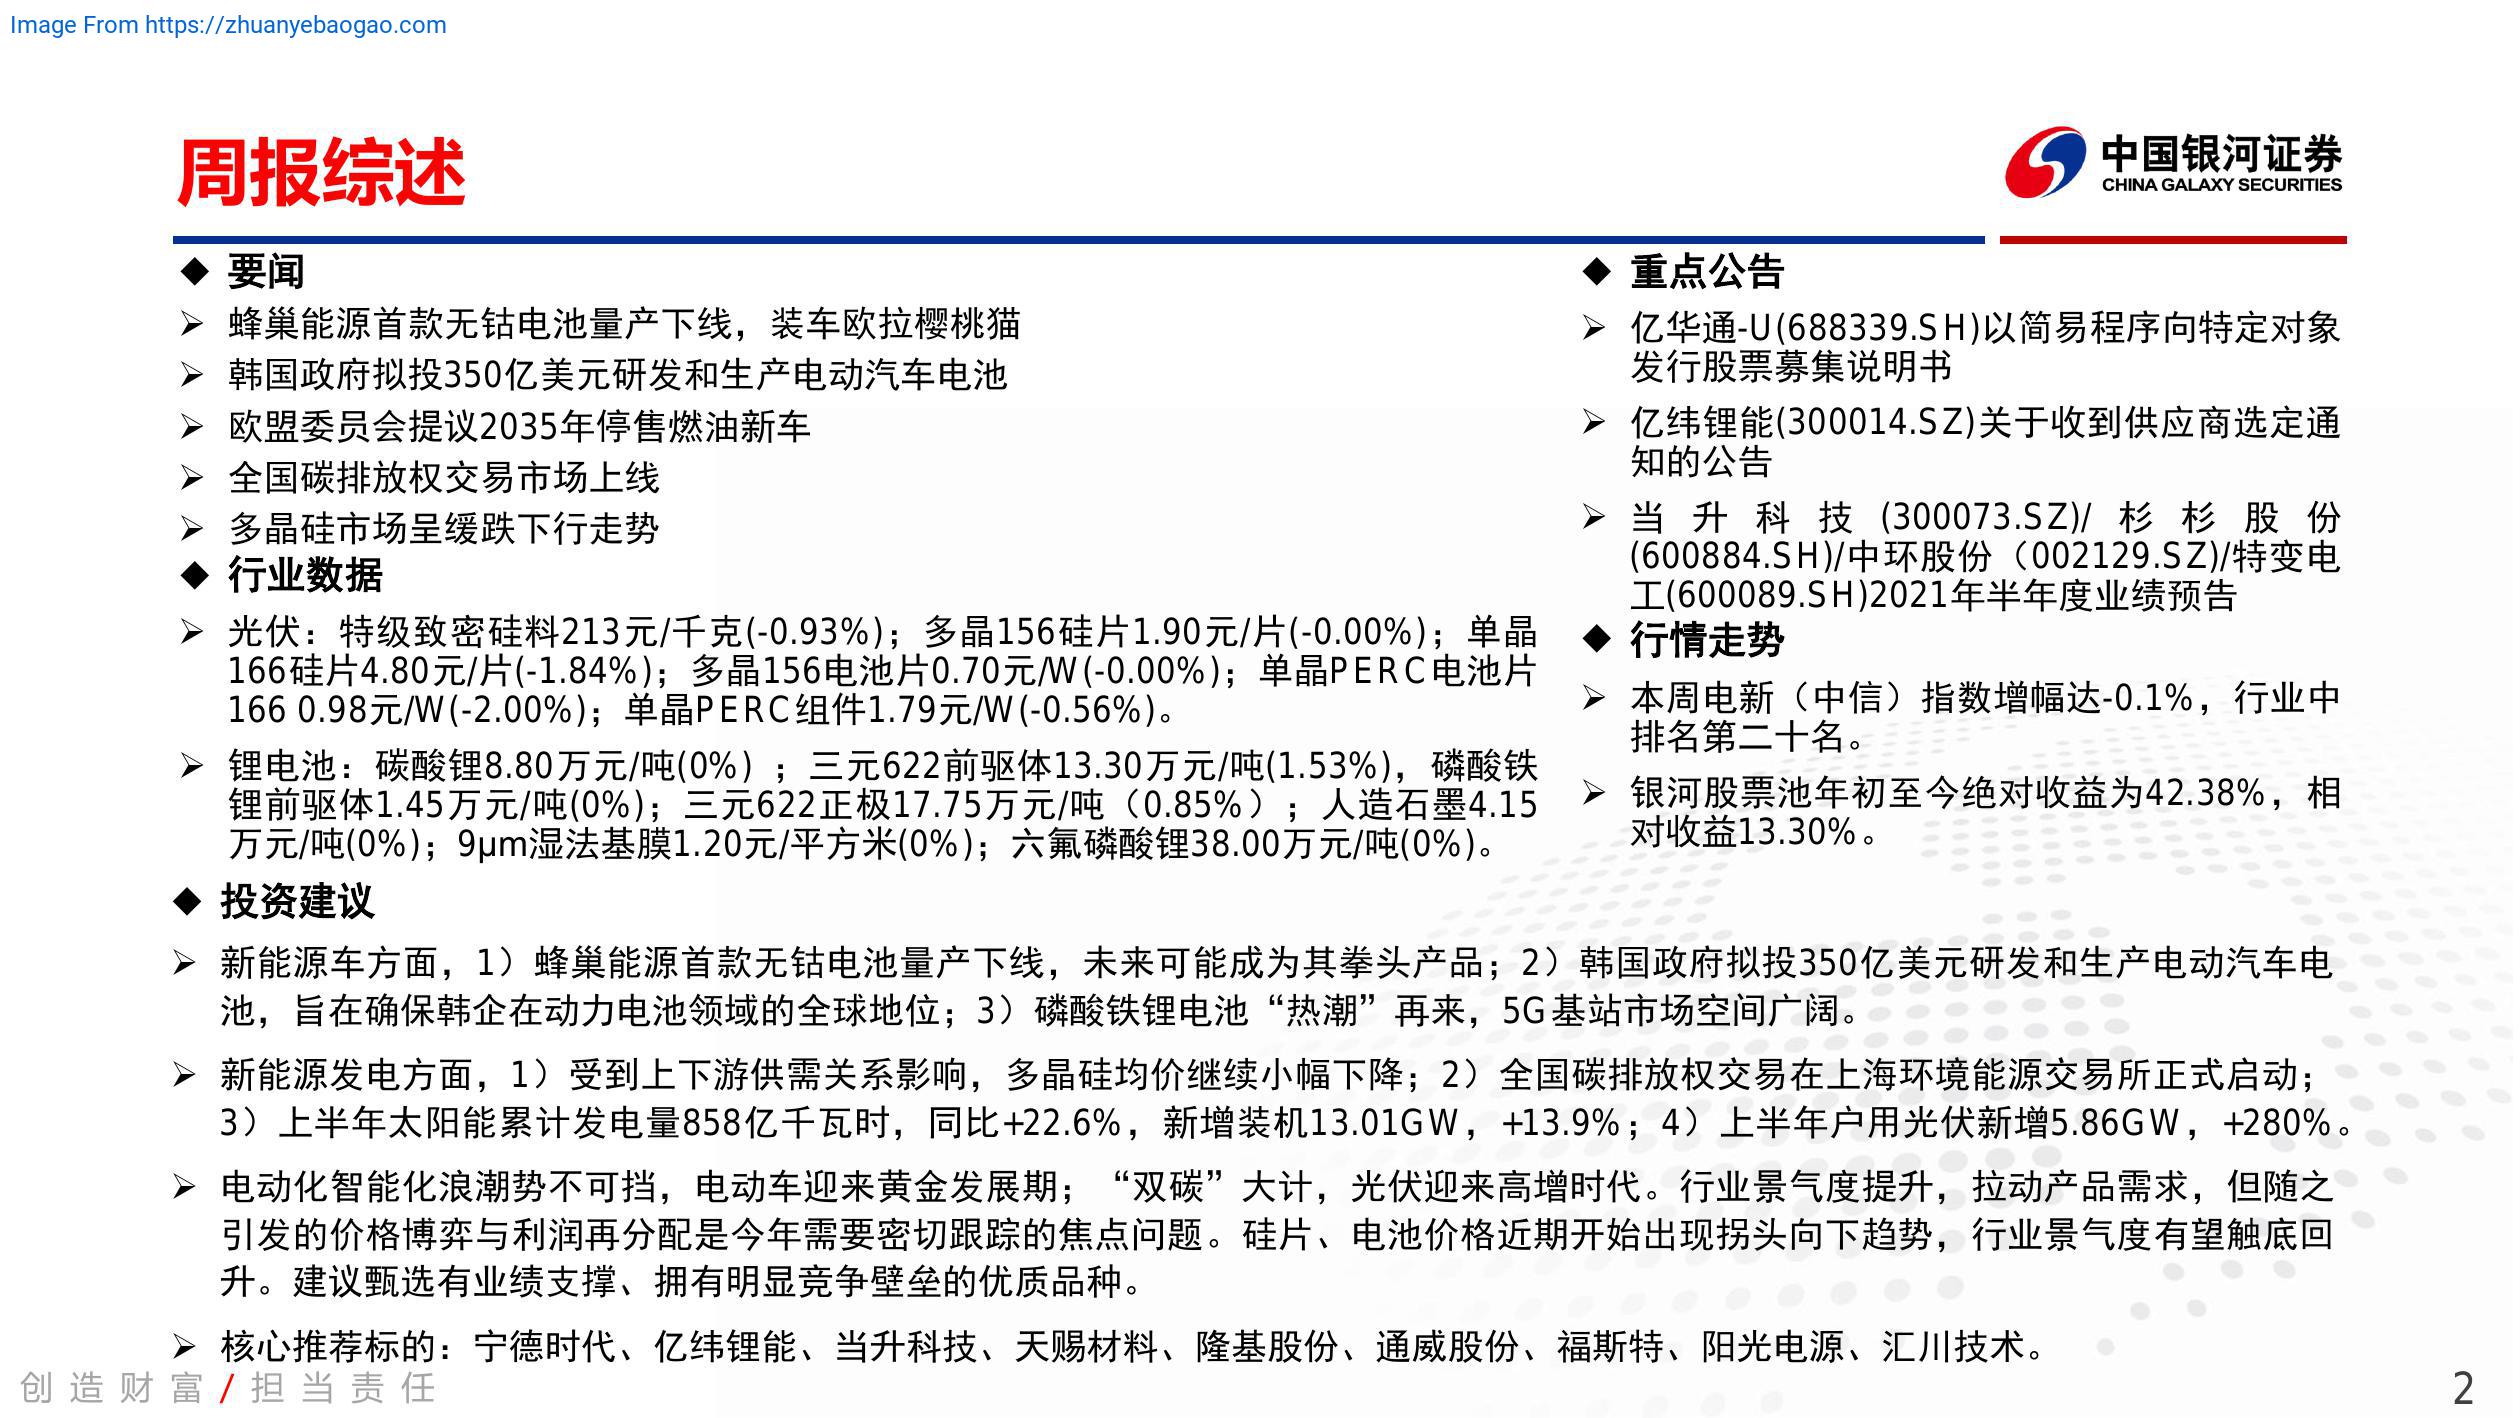 Image From https://zhuanyebaogao.com
周报综述
中国银河证券
CHINA GALAXY SECURITIES
◆ 要闻
➢ 蜂巢能源首款无钴电池量产下线，装车欧拉樱桃猫
➢ 韩国政府拟投350亿美元研发和生产电动汽车电池
➢ 欧盟委员会提议2035年停售燃油新车
➢ 全国碳排放权交易市场上线
➢ 多晶硅市场呈缓跌下行走势
◆ 行业数据
➢ 光伏：特级致密硅料213元/千克(-0.93%)；多晶156硅片1.90元/片(-0.00%)；单晶
166硅片4.80元/片(-1.84%)；多晶156电池片0.70元/W(-0.00%)；单晶PERC电池片
166 0.98元/W(-2.00%)；单晶PERC组件1.79元/W(-0.56%)。
➢ 锂电池：碳酸锂8.80万元/吨(0%) ；三元622前驱体13.30万元/吨(1.53%)，磷酸铁
锂前驱体1.45万元/吨(0%)；三元622正极17.75万元/吨（0.85%）；人造石墨4.15
万元/吨(0%)；9μm湿法基膜1.20元/平方米(0%)；六氟磷酸锂38.00万元/吨(0%)。
◆ 重点公告
➢ 亿华通-U(688339.SH)以简易程序向特定对象
发行股票募集说明书
➢ 亿纬锂能(300014.SZ)关于收到供应商选定通
知的公告
➢ 当升科技(300073.SZ)/杉杉股份
(600884.SH)/中环股份（002129.SZ)/特变电
工(600089.SH)2021年半年度业绩预告
◆ 行情走势
➢ 本周电新（中信）指数增幅达-0.1%，行业中
排名第二十名。
➢ 银河股票池年初至今绝对收益为42.38%，相
对收益13.30%。
◆ 投资建议
➢ 新能源车方面，1）蜂巢能源首款无钴电池量产下线，未来可能成为其拳头产品；2）韩国政府拟投350亿美元研发和生产电动汽车电
池，旨在确保韩企在动力电池领域的全球地位；3）磷酸铁锂电池“热潮”再来，5G基站市场空间广阔。
➢ 新能源发电方面，1）受到上下游供需关系影响，多晶硅均价继续小幅下降；2）全国碳排放权交易在上海环境能源交易所正式启动；
3）上半年太阳能累计发电量858亿千瓦时，同比+22.6%，新增装机13.01GW，+13.9%；4）上半年户用光伏新增5.86GW，+280%。
➢ 电动化智能化浪潮势不可挡，电动车迎来黄金发展期；“双碳”大计，光伏迎来高增时代。行业景气度提升，拉动产品需求，但随之
引发的价格博弈与利润再分配是今年需要密切跟踪的焦点问题。硅片、电池价格近期开始出现拐头向下趋势，行业景气度有望触底回
升。建议甄选有业绩支撑、拥有明显竞争壁垒的优质品种。
➢ 核心推荐标的：宁德时代、亿纬锂能、当升科技、天赐材料、隆基股份、通威股份、福斯特、阳光电源、汇川技术。
创造财富/担当责任
2